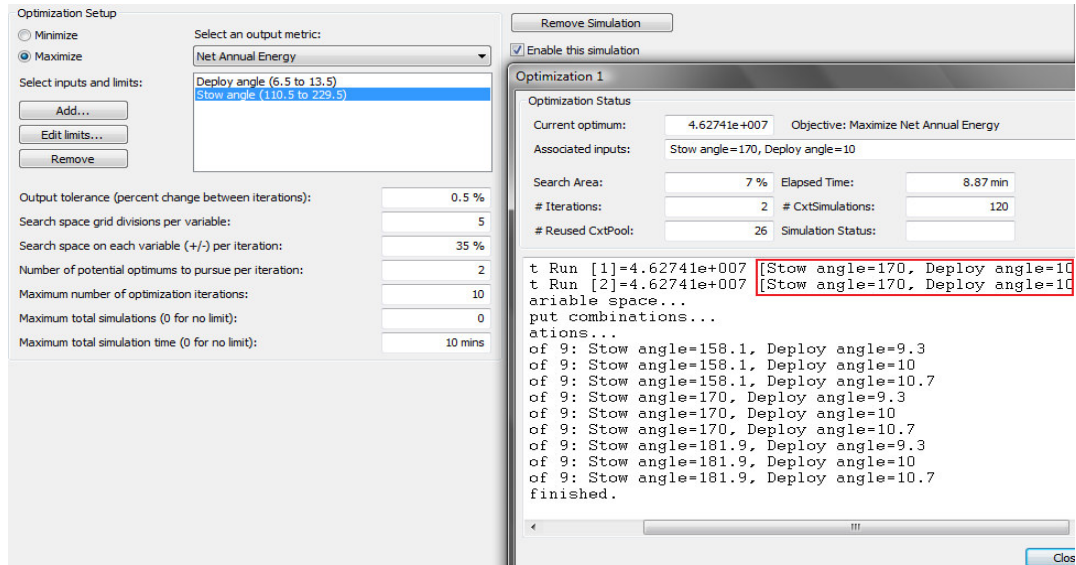 Optimization Setup
Minimize
Maximize
Select an output metric:
Net Annual Energy
Select inputs and limits:
Deploy angle (6.5 to 13.5)
Stow angle (110.5 to 229.5)
Add...
Edit limits...
Remove
Output tolerance (percent change between iterations): 0.5 %
Search space grid divisions per variable: 5
Search space on each variable (+/-) per iteration: 35 %
Number of potential optimums to pursue per iteration: 2
Maximum number of optimization iterations: 10
Maximum total simulations (0 for no limit): 0
Maximum total simulation time (0 for no limit): 10 mins
Remove Simulation
Enable this simulation
Optimization 1
Optimization Status
Current optimum: 4.62741e+007 Objective: Maximize Net Annual Energy
Associated inputs: Stow angle=170, Deploy angle=10
Search Area: 7 % Elapsed Time: 8.87 min
# Iterations: 2 # CxtSimulations: 120
# Reused CxtPool: 26 Simulation Status:
t Run [1]=4.62741e+007 [Stow angle=170, Deploy angle=10
t Run [2]=4.62741e+007 [Stow angle=170, Deploy angle=10
ariable space...
put combinations...
ations...
of 9: Stow angle=158.1, Deploy angle=9.3
of 9: Stow angle=158.1, Deploy angle=10
of 9: Stow angle=158.1, Deploy angle=10.7
of 9: Stow angle=170, Deploy angle=9.3
of 9: Stow angle=170, Deploy angle=10
of 9: Stow angle=170, Deploy angle=10.7
of 9: Stow angle=181.9, Deploy angle=9.3
of 9: Stow angle=181.9, Deploy angle=10
of 9: Stow angle=181.9, Deploy angle=10.7
finished.
Clos